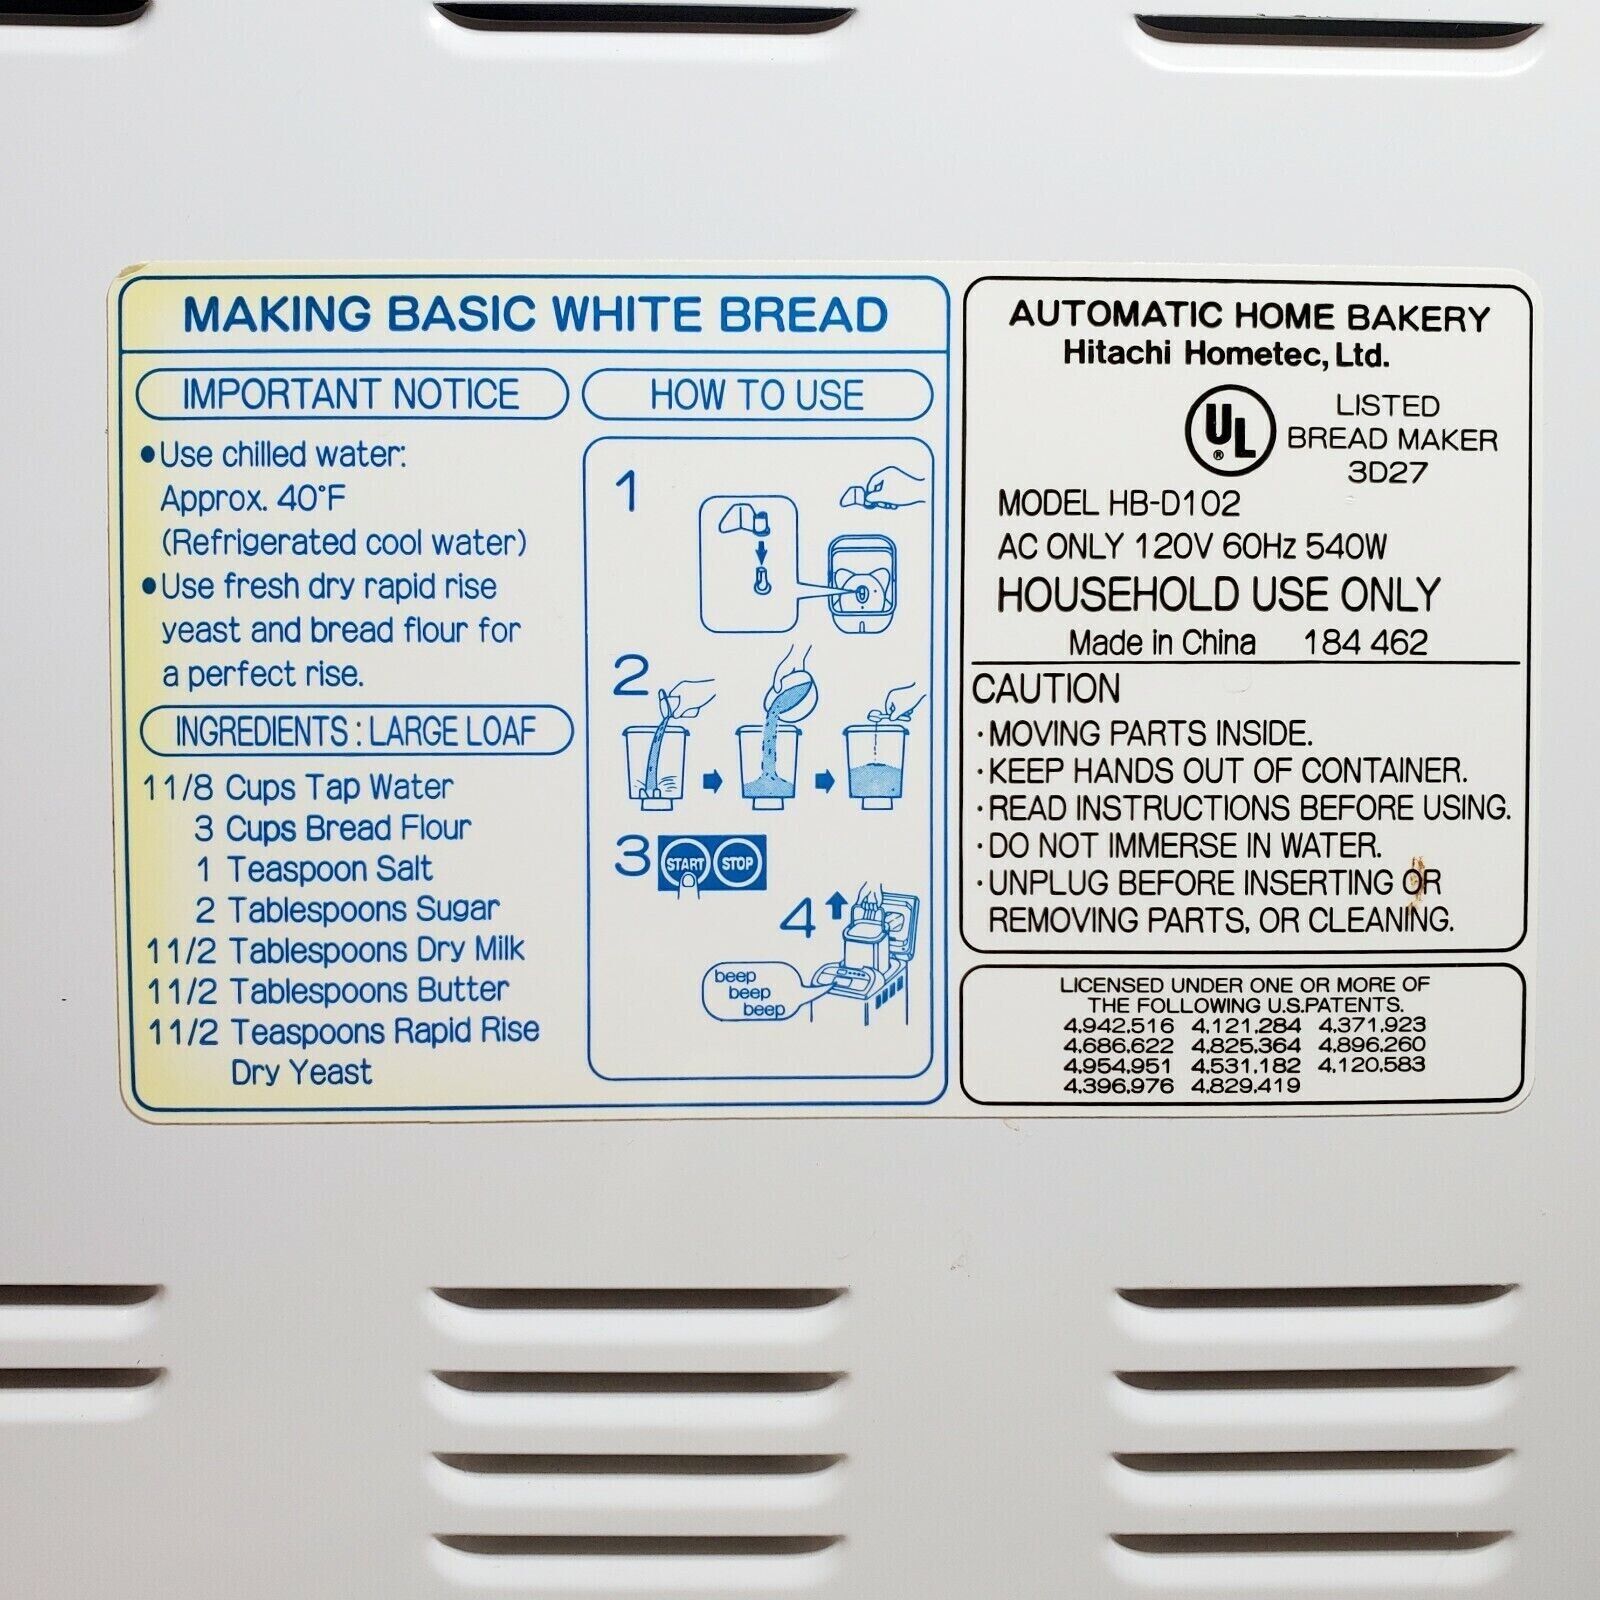 MAKING BASIC WHITE BREAD
IMPORTANT NOTICE
•Use chilled water:
Approx. 40°F
(Refrigerated cool water)
•Use fresh dry rapid rise
yeast and bread flour for
a perfect rise.
INGREDIENTS : LARGE LOAF
1 1/8 Cups Tap Water
3 Cups Bread Flour
1 Teaspoon Salt
2 Tablespoons Sugar
1 1/2 Tablespoons Dry Milk
1 1/2 Tablespoons Butter
1 1/2 Teaspoons Rapid Rise
Dry Yeast
HOW TO USE
1
2
3 START STOP
4
beep
beep
beep
AUTOMATIC HOME BAKERY
Hitachi Hometec, Ltd.
UL ®
LISTED
BREAD MAKER
3D27
MODEL HB-D102
AC ONLY 120V 60Hz 540W
HOUSEHOLD USE ONLY
Made in China 184 462
CAUTION
·MOVING PARTS INSIDE.
·KEEP HANDS OUT OF CONTAINER.
·READ INSTRUCTIONS BEFORE USING.
·DO NOT IMMERSE IN WATER.
·UNPLUG BEFORE INSERTING OR
REMOVING PARTS, OR CLEANING.
LICENSED UNDER ONE OR MORE OF
THE FOLLOWING U.S.PATENTS.
4,942,516 4,121,284 4,371,923
4,686,622 4,825,364 4,896,260
4,954,951 4,531,182 4,120,583
4,396,976 4,829,419